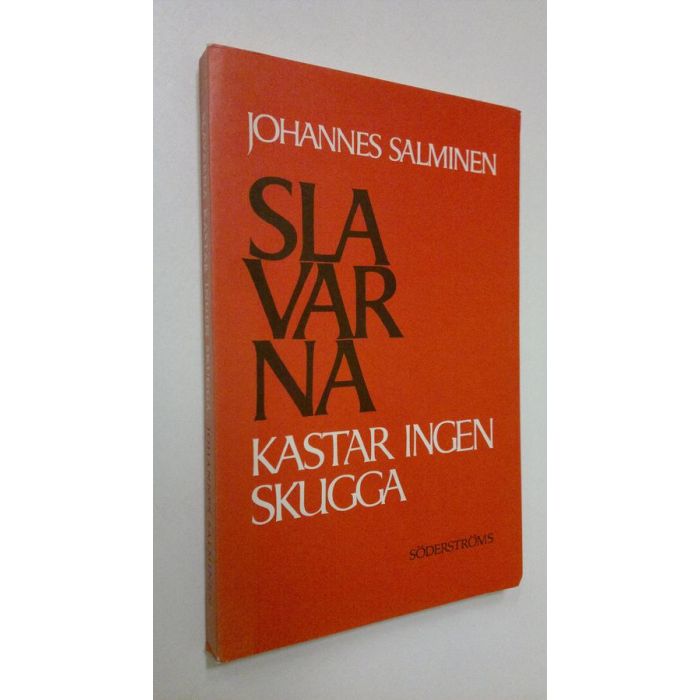 JOHANNES SALMINEN
SLA
VAR
NA
KASTAR INGEN
SKUGGA
SÖDERSTRÖMS